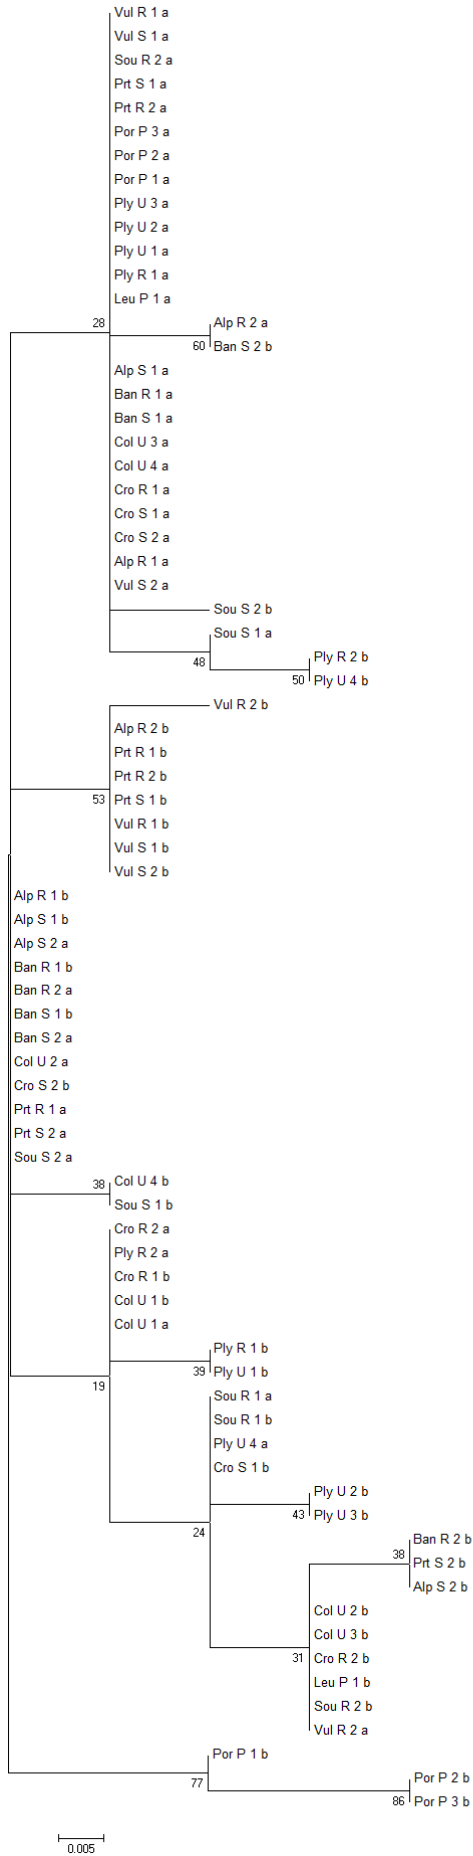 Vul R 1 a
Vul S 1 a
Sou R 2 a
Prt S 1 a
Prt R 2 a
Por P 3 a
Por P 2 a
Por P 1 a
Ply U 3 a
Ply U 2 a
Ply U 1 a
Ply R 1 a
Leu P 1 a
28
Alp R 2 a
60 Ban S 2 b
Alp S 1 a
Ban R 1 a
Ban S 1 a
Col U 3 a
Col U 4 a
Cro R 1 a
Cro S 1 a
Cro S 2 a
Alp R 1 a
Vul S 2 a
Sou S 2 b
Sou S 1 a
48
Ply R 2 b
50 Ply U 4 b
Vul R 2 b
Alp R 2 b
Prt R 1 b
Prt R 2 b
53 Prt S 1 b
Vul R 1 b
Vul S 1 b
Vul S 2 b
Alp R 1 b
Alp S 1 b
Alp S 2 a
Ban R 1 b
Ban R 2 a
Ban S 1 b
Ban S 2 a
Col U 2 a
Cro S 2 b
Prt R 1 a
Prt S 2 a
Sou S 2 a
38 Col U 4 b
Sou S 1 b
Cro R 2 a
Ply R 2 a
Cro R 1 b
Col U 1 b
Col U 1 a
Ply R 1 b
39 Ply U 1 b
19
Sou R 1 a
Sou R 1 b
Ply U 4 a
Cro S 1 b
Ply U 2 b
43 Ply U 3 b
24
Ban R 2 b
38
Prt S 2 b
Alp S 2 b
Col U 2 b
Col U 3 b
31 Cro R 2 b
Leu P 1 b
Sou R 2 b
Vul R 2 a
Por P 1 b
77
Por P 2 b
86 Por P 3 b
0.005